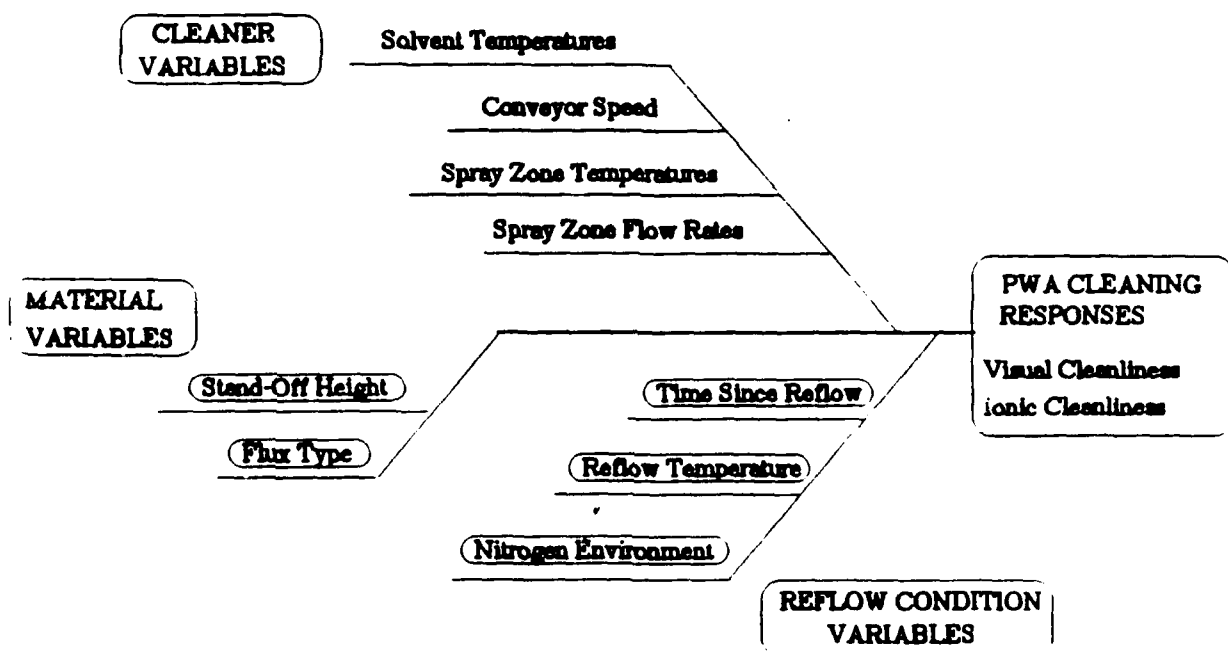 CLEANER
VARIABLES
Solvent Temperatures
Conveyor Speed
Spray Zone Temperatures
Spray Zone Flow Rates
MATERIAL
VARIABLES
Stand-Off Height
Flux Type
PWA CLEANING
RESPONSES
Visual Cleanliness
ionic Cleanliness
Time Since Reflow
Reflow Temperature
Nitrogen Environment
REFLOW CONDITION
VARIABLES